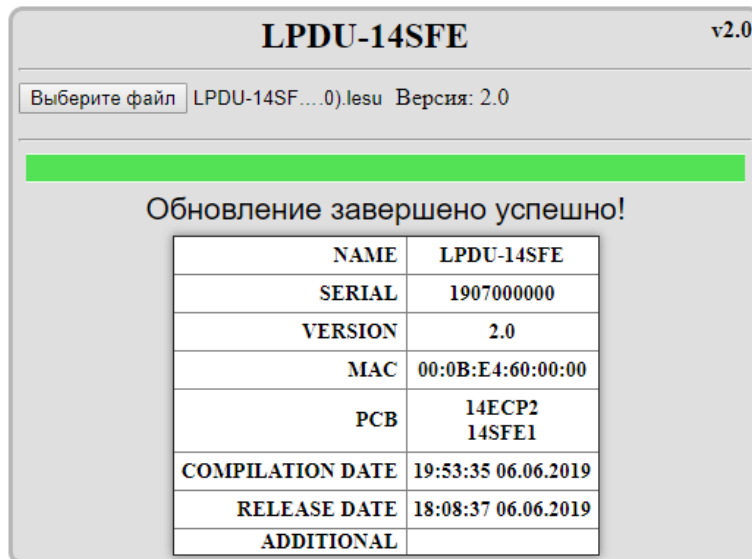 LPDU-14SFE
v2.0
Выберите файл LPDU-14SF....0).lesu Версия: 2.0
Обновление завершено успешно!
NAME LPDU-14SFE
SERIAL 1907000000
VERSION 2.0
MAC 00:0B:E4:60:00:00
PCB 14ECP2
14SFE1
COMPILATION DATE 19:53:35 06.06.2019
RELEASE DATE 18:08:37 06.06.2019
ADDITIONAL